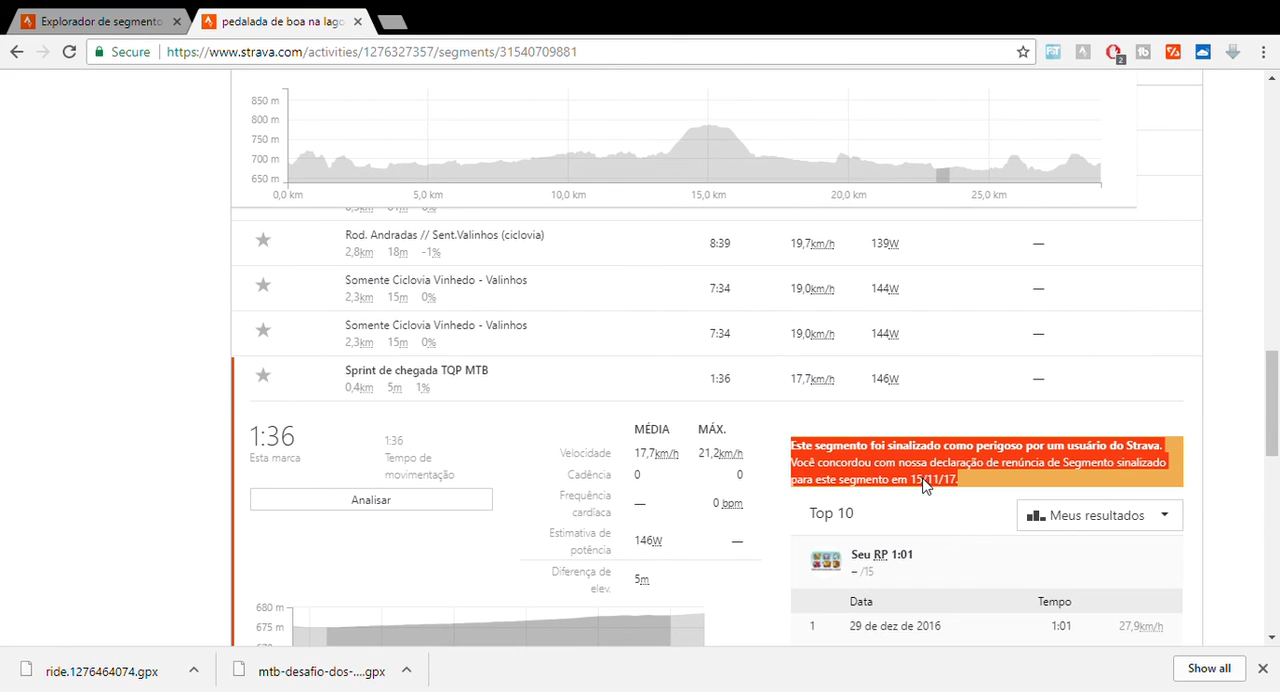 Explorador de segmento
pedalada de boa na lago
Secure
https://www.strava.com/activities/1276327357/segments/31540709881
2
850 m
800 m
750 m
700 m
650 m
0,0 km 5,0 km 10,0 km 15,0 km 20,0 km 25,0 km
Rod. Andradas // Sent.Valinhos (ciclovia)
2,8km 18m -1%
8:39 19,7km/h 139W —
Somente Ciclovia Vinhedo - Valinhos
2,3km 15m 0%
7:34 19,0km/h 144W —
Somente Ciclovia Vinhedo - Valinhos
2,3km 15m 0%
7:34 19,0km/h 144W —
Sprint de chegada TQP MTB
0,4km 5m 1%
1:36 17,7km/h 146W —
1:36
Esta marca
1:36
Tempo de
movimentação
Analisar
MÉDIA MÁX.
Velocidade 17,7km/h 21,2km/h
Cadência 0 0
Frequência
cardíaca
— 0 bpm
Estimativa de
potência
146W —
Diferença de
elev.
5m
680 m
675 m
Este segmento foi sinalizado como perigoso por um usuário do Strava.
Você concordou com nossa declaração de renúncia de Segmento sinalizado
para este segmento em 15/11/17.
Top 10
Meus resultados
Seu RP 1:01
– /15
Data Tempo
1 29 de dez de 2016 1:01 27,9km/h
ride.1276464074.gpx
mtb-desafio-dos-....gpx
Show all